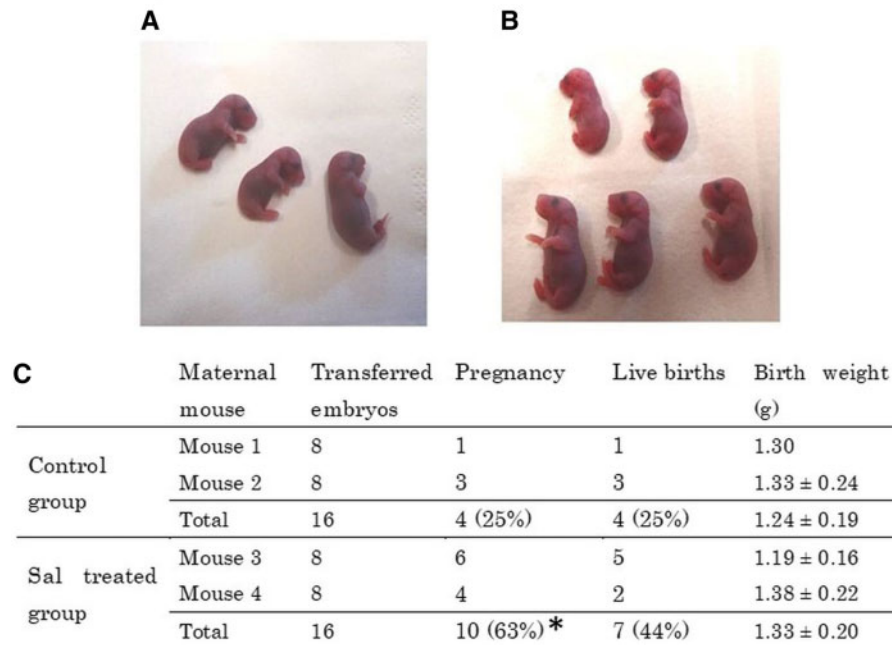 A
B
C
Maternal mouse Transferred embryos Pregnancy Live births Birth weight (g)
Control group
Mouse 1 8 1 1 1.30
Mouse 2 8 3 3 1.33 ± 0.24
Total 16 4 (25%) 4 (25%) 1.24 ± 0.19
Sal treated group
Mouse 3 8 6 5 1.19 ± 0.16
Mouse 4 8 4 2 1.38 ± 0.22
Total 16 10 (63%) * 7 (44%) 1.33 ± 0.20